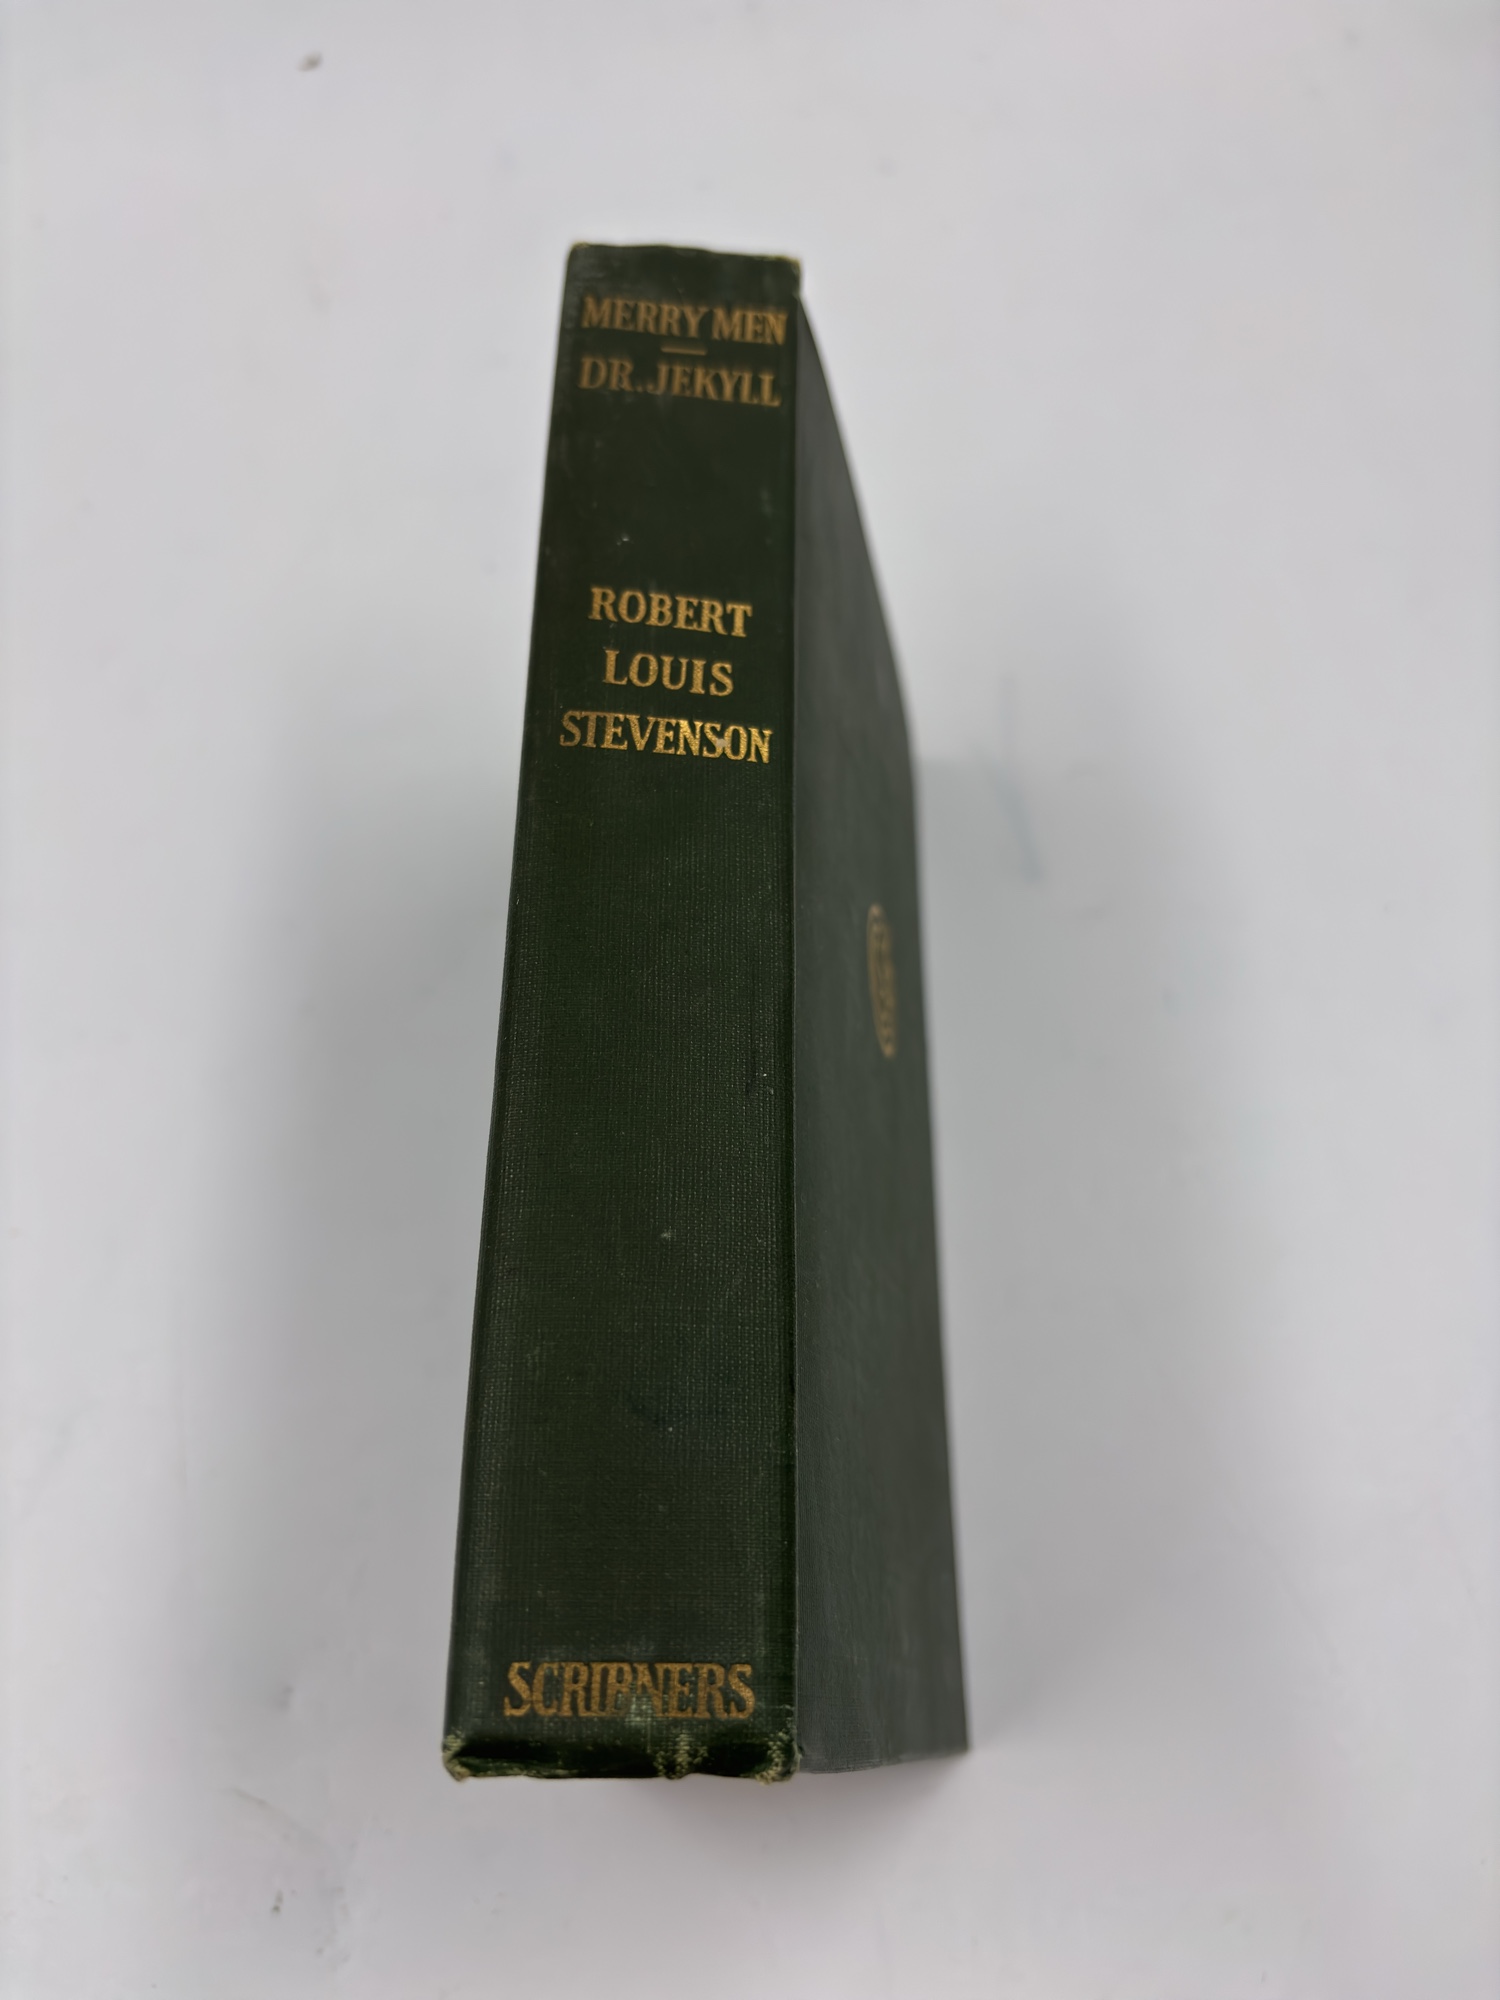 MERRY MEN
DR. JEKYLL
ROBERT
LOUIS
STEVENSON
SCRIBNERS